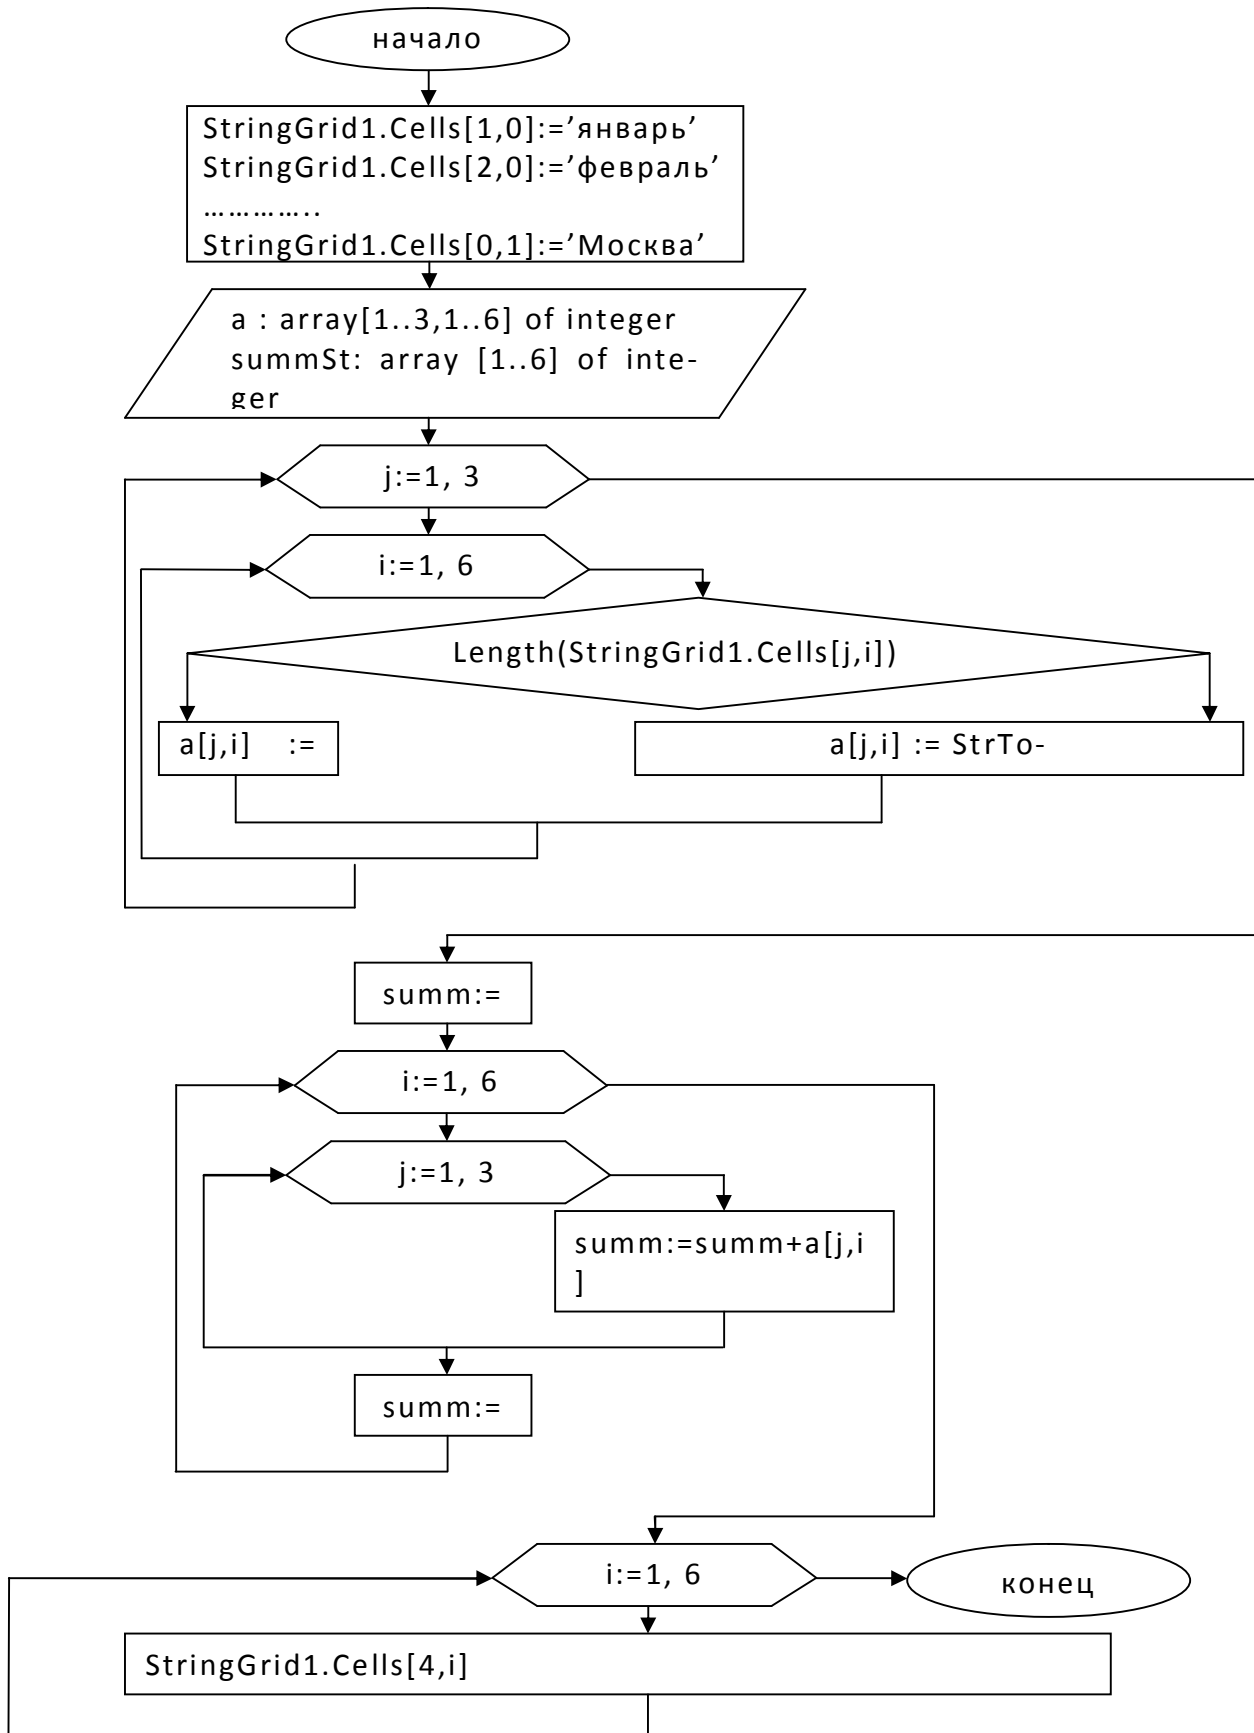 начало
StringGrid1.Cells[1,0]:=’январь’
StringGrid1.Cells[2,0]:=’февраль’
…………..
StringGrid1.Cells[0,1]:=’Москва’
a : array[1..3,1..6] of integer
summSt: array [1..6] of inte-
ger
j:=1, 3
i:=1, 6
Length(StringGrid1.Cells[j,i])
a[j,i] :=
a[j,i] := StrTo-
summ:=
i:=1, 6
j:=1, 3
summ:=summ+a[j,i
]
summ:=
i:=1, 6
конец
StringGrid1.Cells[4,i]